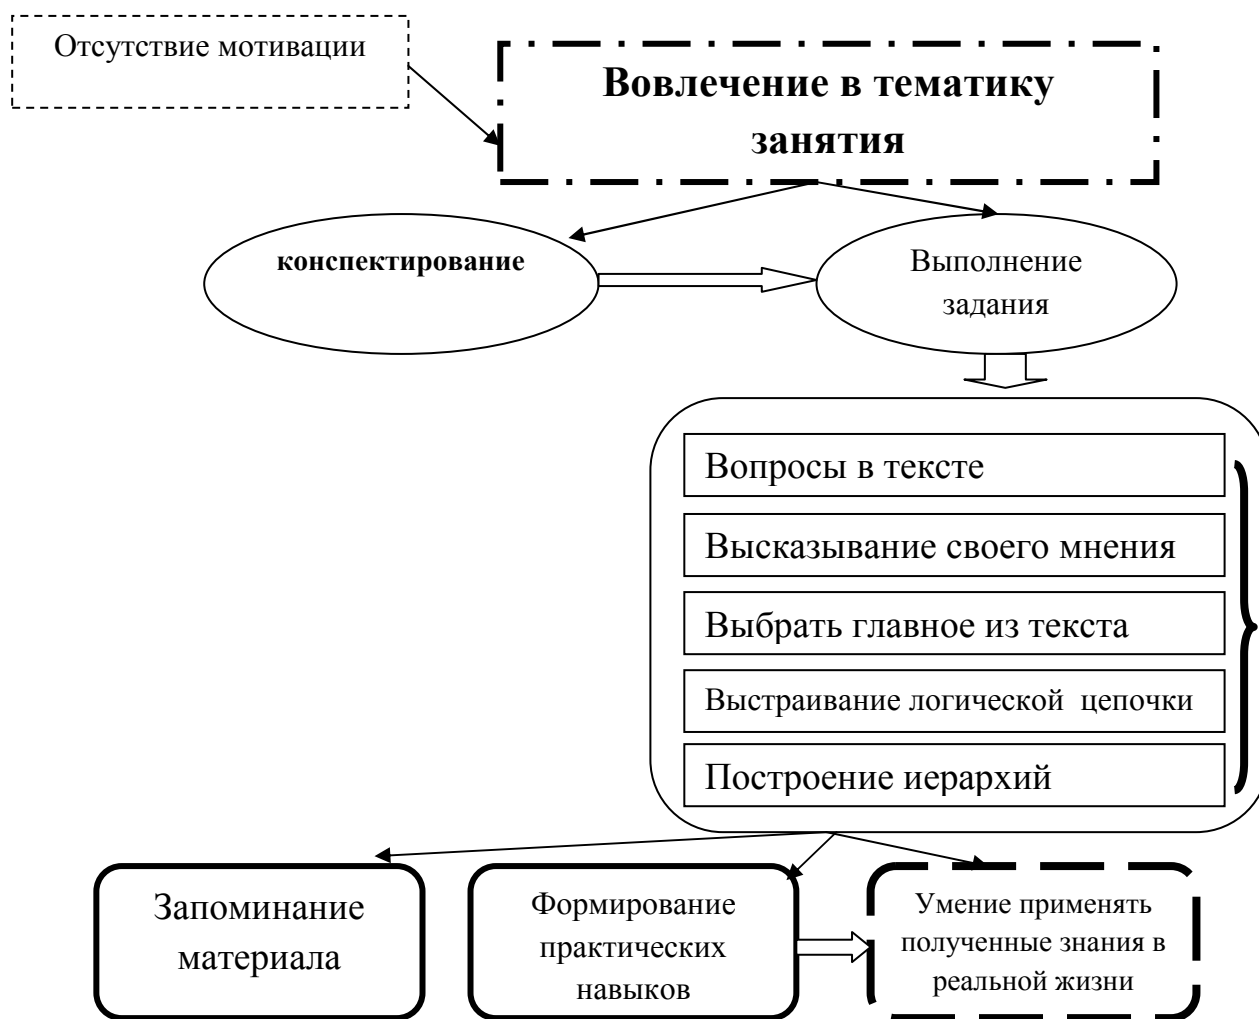 Отсутствие мотивации
Вовлечение в тематику
занятия
конспектирование
Выполнение
задания
Вопросы в тексте
Высказывание своего мнения
Выбрать главное из текста
Выстраивание логической цепочки
Построение иерархий
Запоминание
материала
Формирование
практических
навыков
Умение применять
полученные знания в
реальной жизни